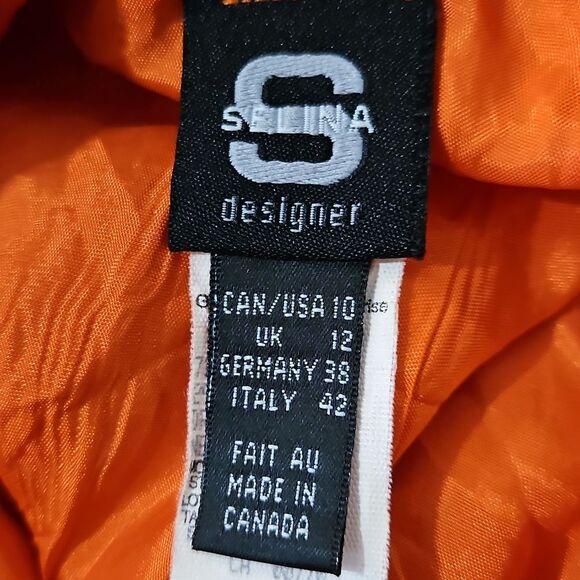 S
SELINA
designer
CAN/USA 10
UK 12
GERMANY 38
ITALY 42
FAIT AU
MADE IN
CANADA